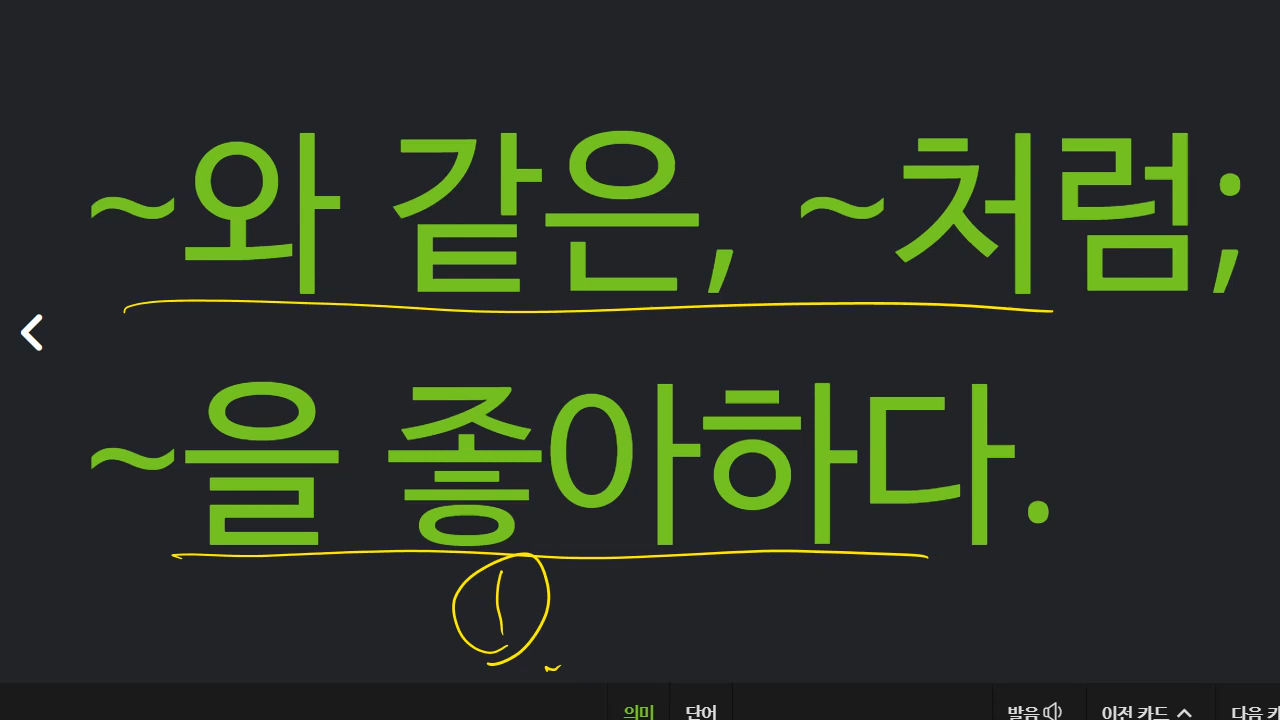 ~와 같은, ~처럼;
~을 좋아하다.
1
의미 단어 발음 이전 카드